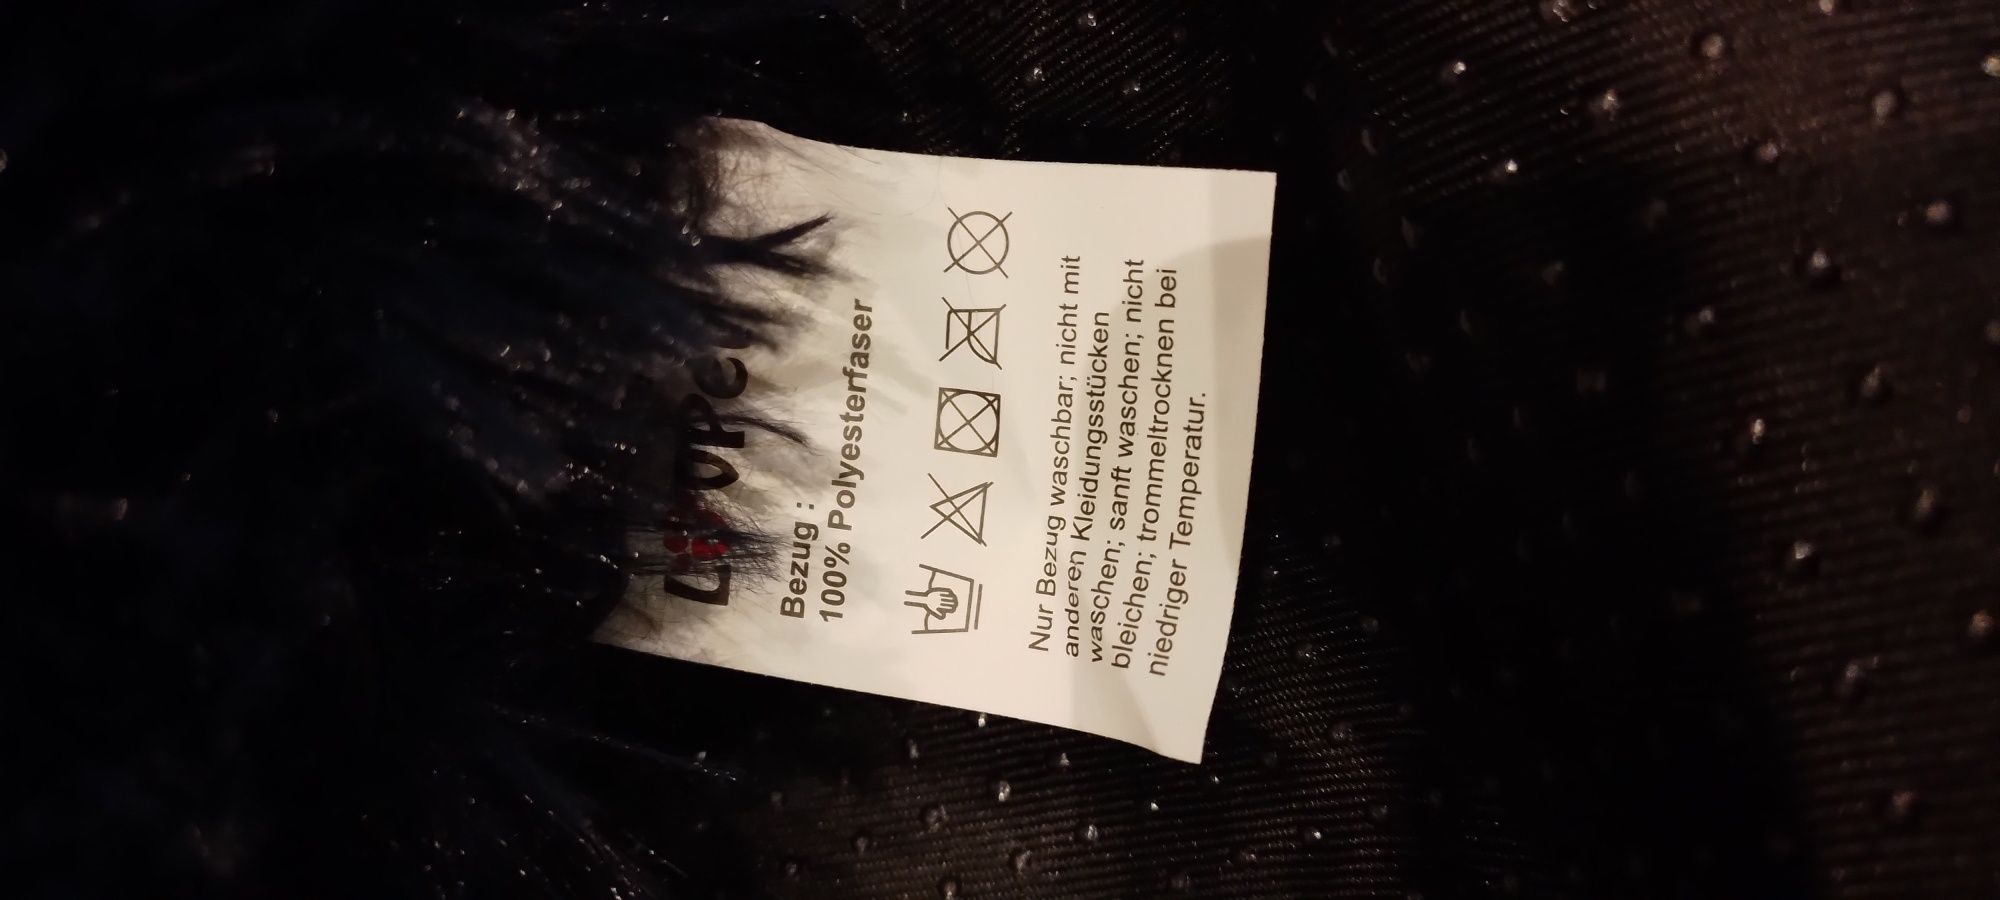 Bezug :
100% Polyesterfaser
Nur Bezug waschbar; nicht mit
anderen Kleidungsstücken
waschen; sanft waschen; nicht
bleichen; trommeltrocknen bei
niedriger Temperatur.